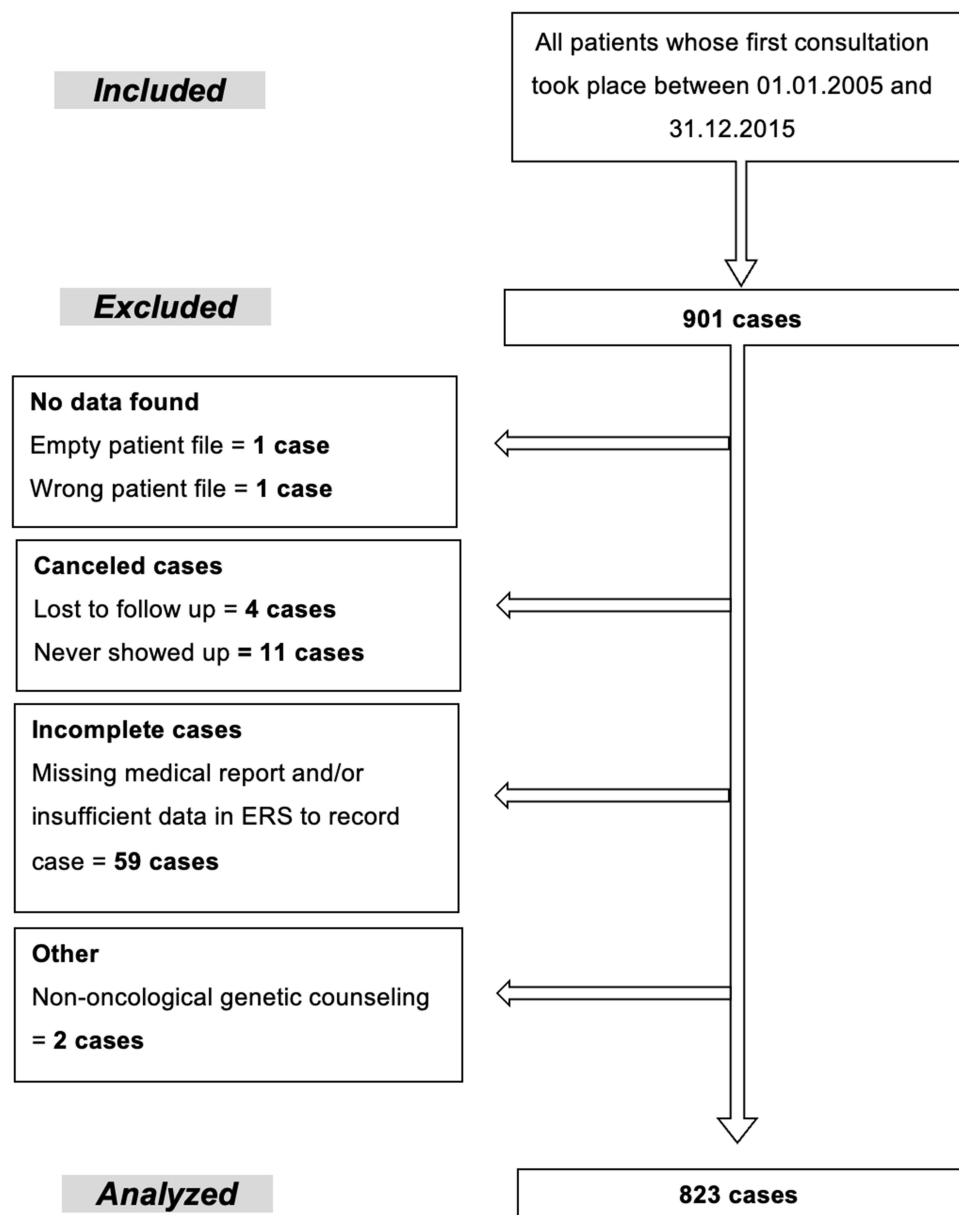 Included
All patients whose first consultation
took place between 01.01.2005 and
31.12.2015
Excluded
901 cases
No data found
Empty patient file = 1 case
Wrong patient file = 1 case
Canceled cases
Lost to follow up = 4 cases
Never showed up = 11 cases
Incomplete cases
Missing medical report and/or
insufficient data in ERS to record
case = 59 cases
Other
Non-oncological genetic counseling
= 2 cases
Analyzed
823 cases